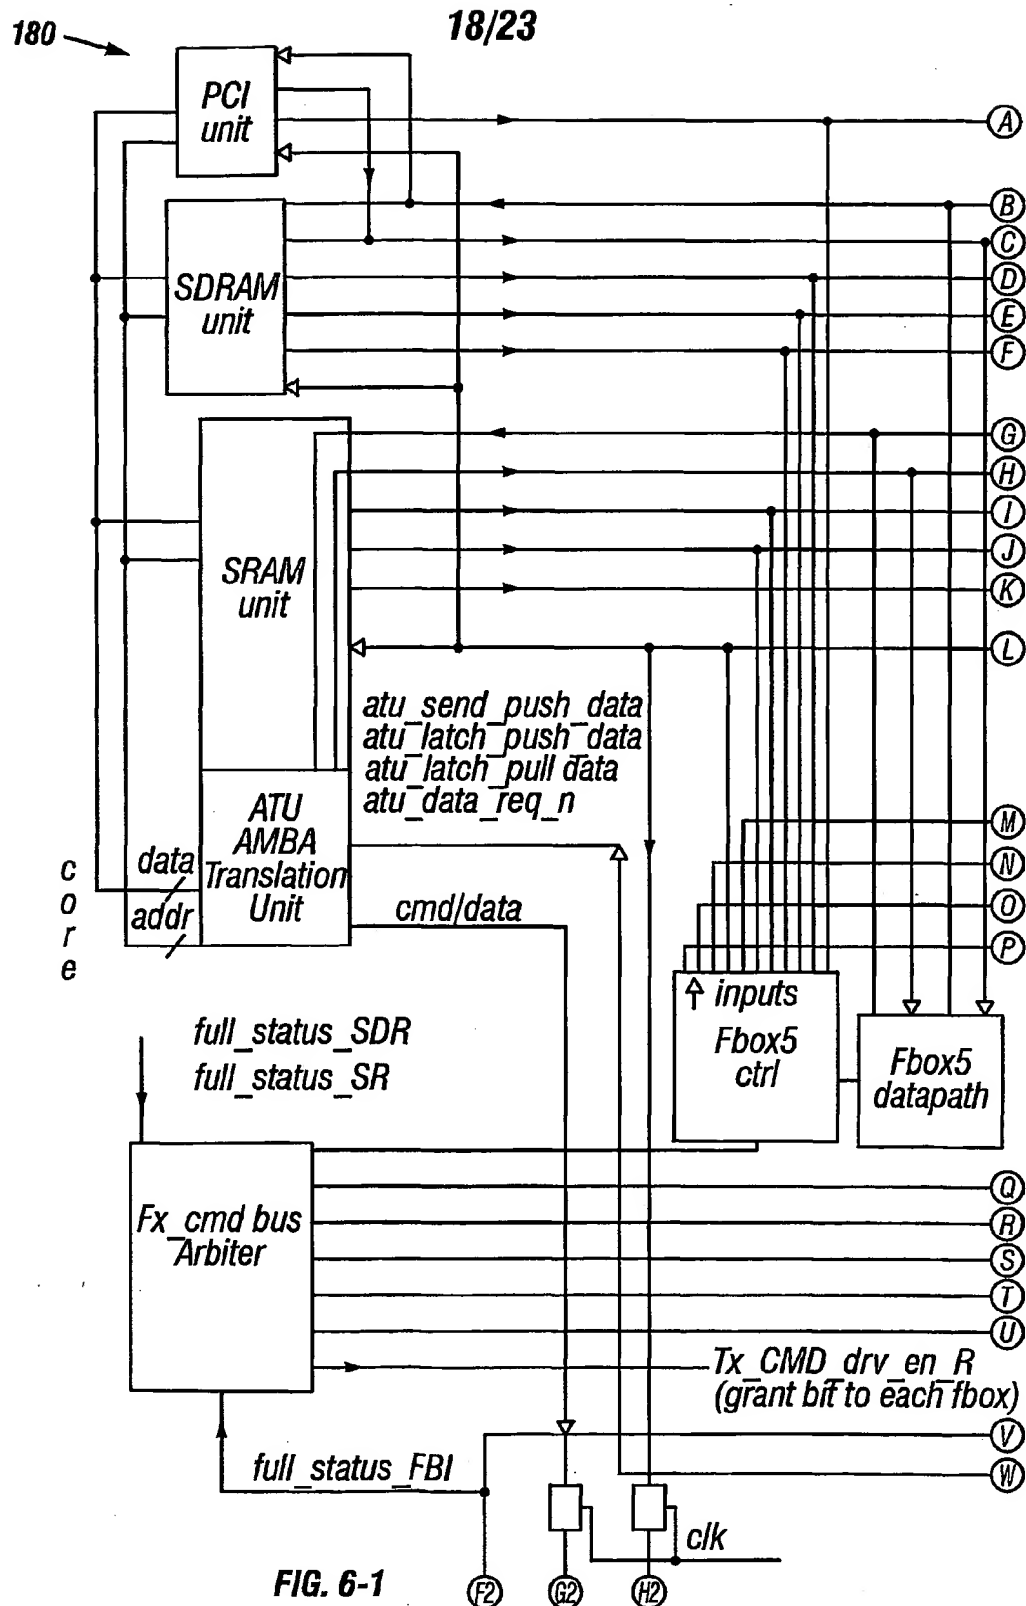 18/23
180
PCI
unit
A
B
C
SDRAM
unit
D
E
F
G
H
I
SRAM
unit
J
K
L
atu_send_push_data
atu_latch_push_data
atu_latch_pull data
atu_data_req_n
ATU
AMBA
Translation
Unit
core
data
addr
cmd/data
M
N
O
P
inputs
Fbox5
ctrl
Fbox5
datapath
full_status_SDR
full_status_SR
Fx_cmd bus
Arbiter
Q
R
S
T
U
Tx_CMD_drv_en_R
(grant bit to each fbox)
V
full_status_FBI
W
clk
FIG. 6-1
F2
G2
H2